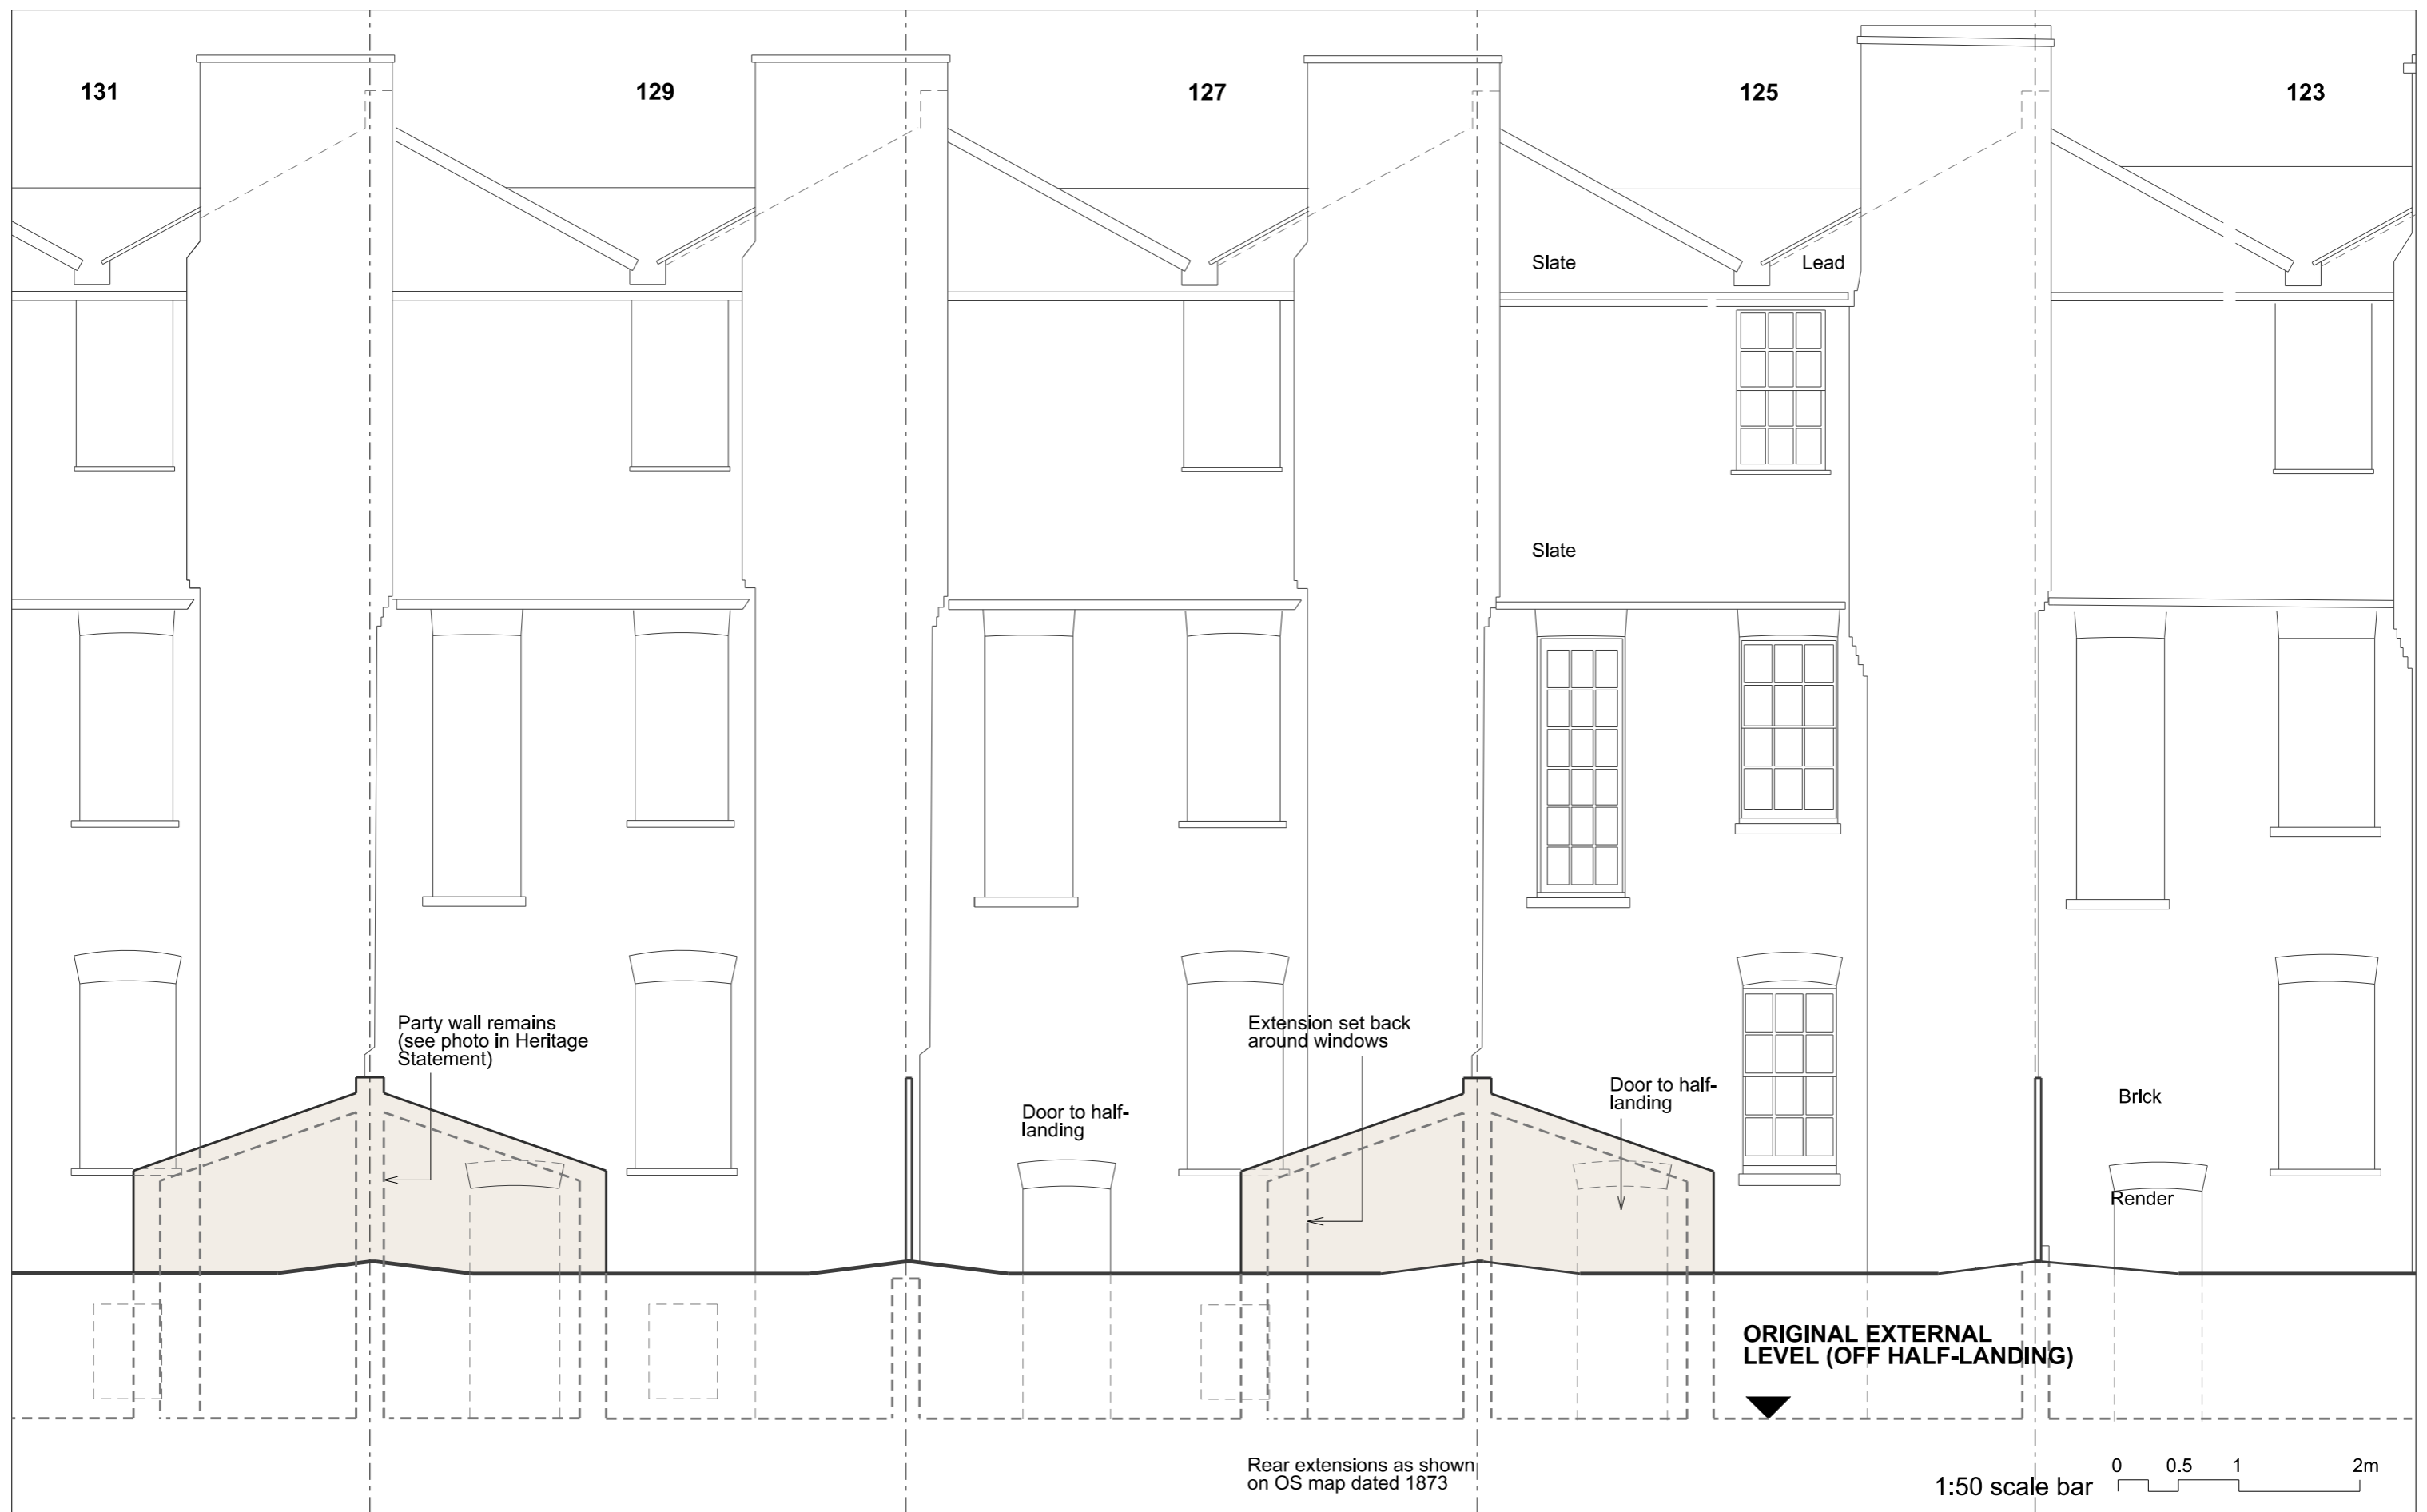 131
129
127
125
123
Slate
Lead
Slate
Party wall remains
(see photo in Heritage
Statement)
Extension set back
around windows
Door to half-
landing
Door to half-
landing
Brick
Render
ORIGINAL EXTERNAL
LEVEL (OFF HALF-LANDING)
Rear extensions as shown
on OS map dated 1873
1:50 scale bar
0 0.5 1 2m